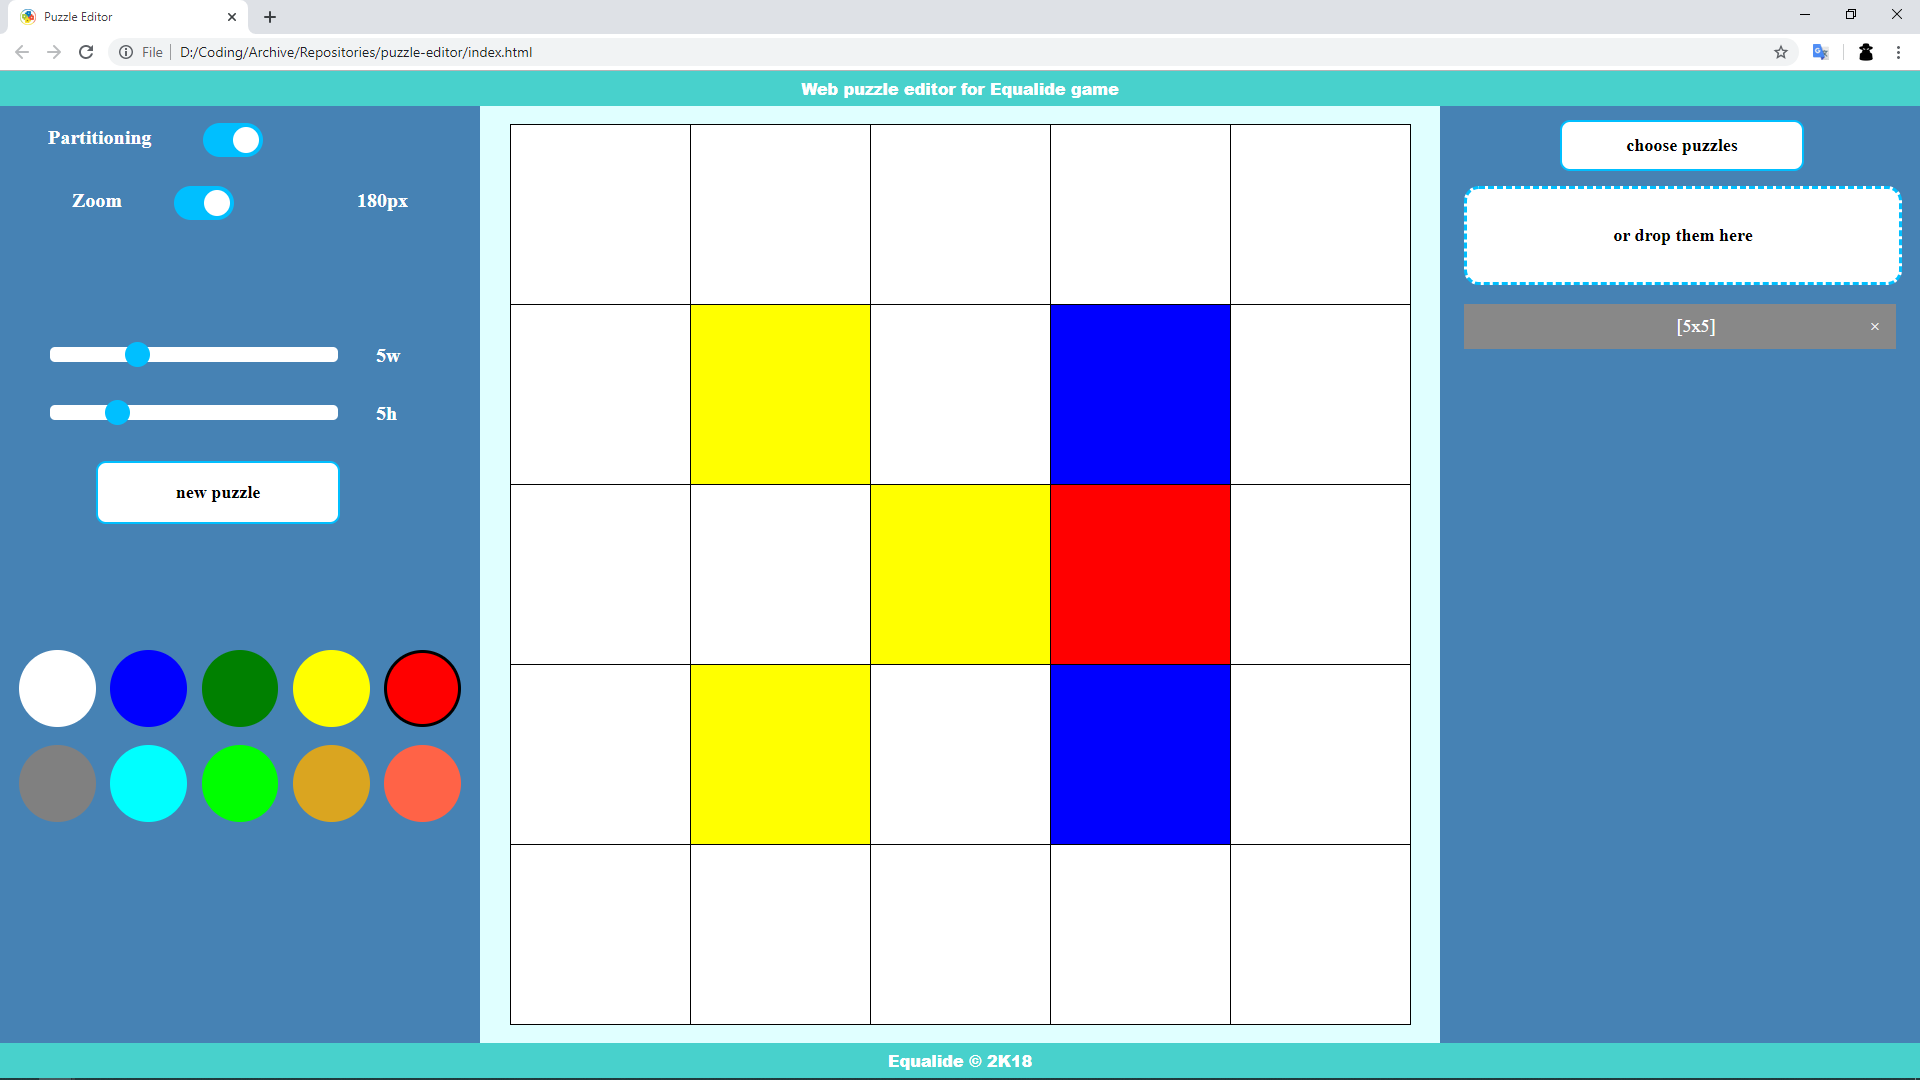 Puzzle Editor
File
D:/Coding/Archive/Repositories/puzzle-editor/index.html
Web puzzle editor for Equalide game
Partitioning
Zoom
180px
5w
5h
new puzzle
choose puzzles
or drop them here
[5x5] ×
Equalide © 2K18